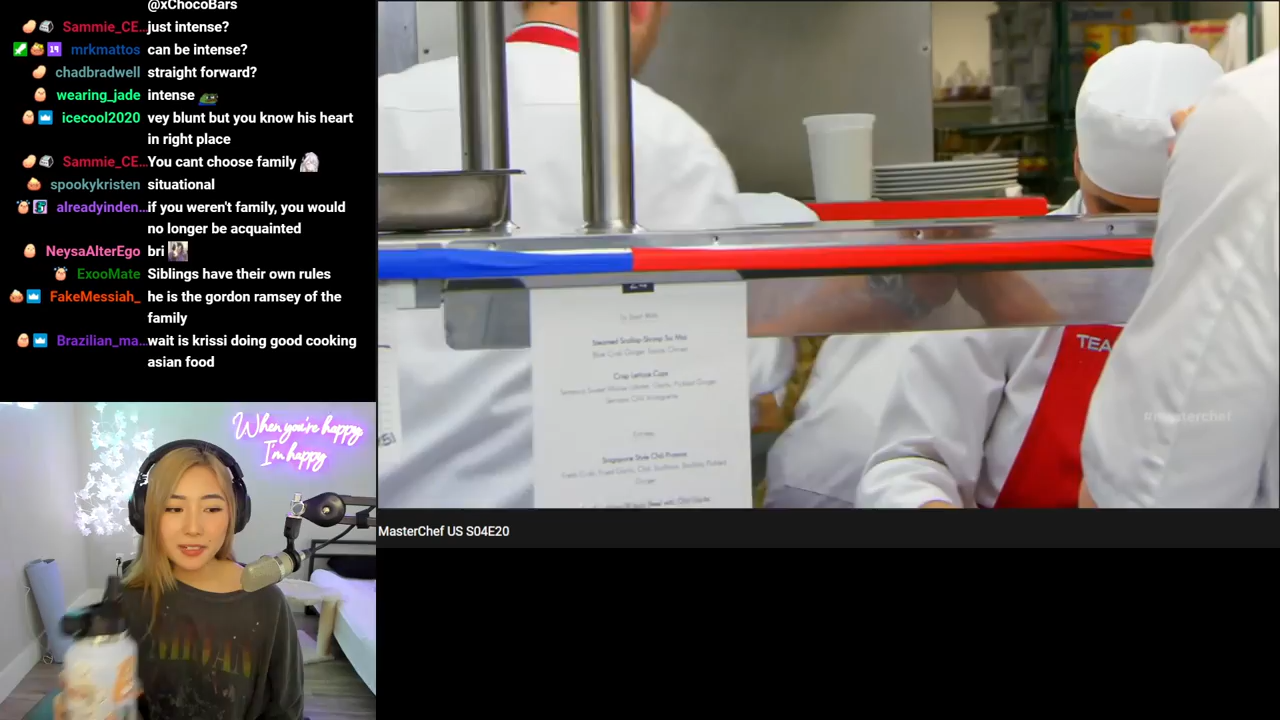 @xChocoBars
Sammie_CE... just intense?
mrkmattos can be intense?
chadbradwell straight forward?
wearing_jade intense
icecool2020 vey blunt but you know his heart
in right place
Sammie_CE... You cant choose family
spookykristen situational
alreadyinden... if you weren't family, you would
no longer be acquainted
NeysaAlterEgo bri
ExooMate Siblings have their own rules
FakeMessiah_ he is the gordon ramsey of the
family
Brazilian_ma... wait is krissi doing good cooking
asian food
When you're happy
I'm happy
TEA
#masterchef
Crisp Lettuce Cups
Entrees
Singapore Style Chili Prawns
Ginger
MasterChef US S04E20